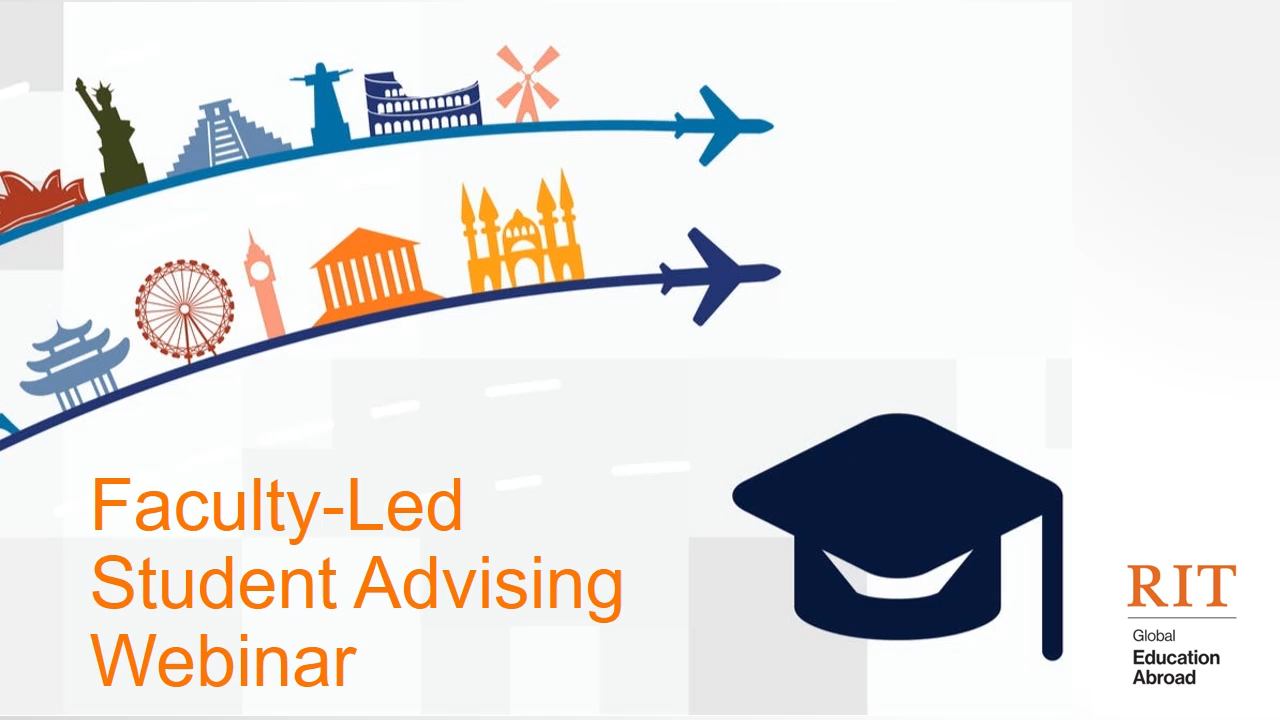 Faculty-Led
Student Advising
Webinar
RIT
Global
Education
Abroad